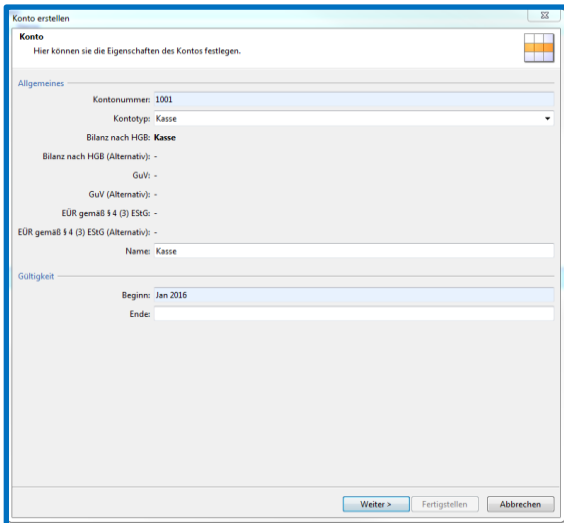 Konto erstellen
Konto
Hier können sie die Eigenschaften des Kontos festlegen.
Allgemeines
Kontonummer: 1001
Kontotyp: Kasse
Bilanz nach HGB: Kasse
Bilanz nach HGB (Alternativ): -
GuV: -
GuV (Alternativ): -
EÜR gemäß § 4 (3) EStG: -
EÜR gemäß § 4 (3) EStG (Alternativ): -
Name: Kasse
Gültigkeit
Beginn: Jan 2016
Ende:
Weiter > Fertigstellen Abbrechen